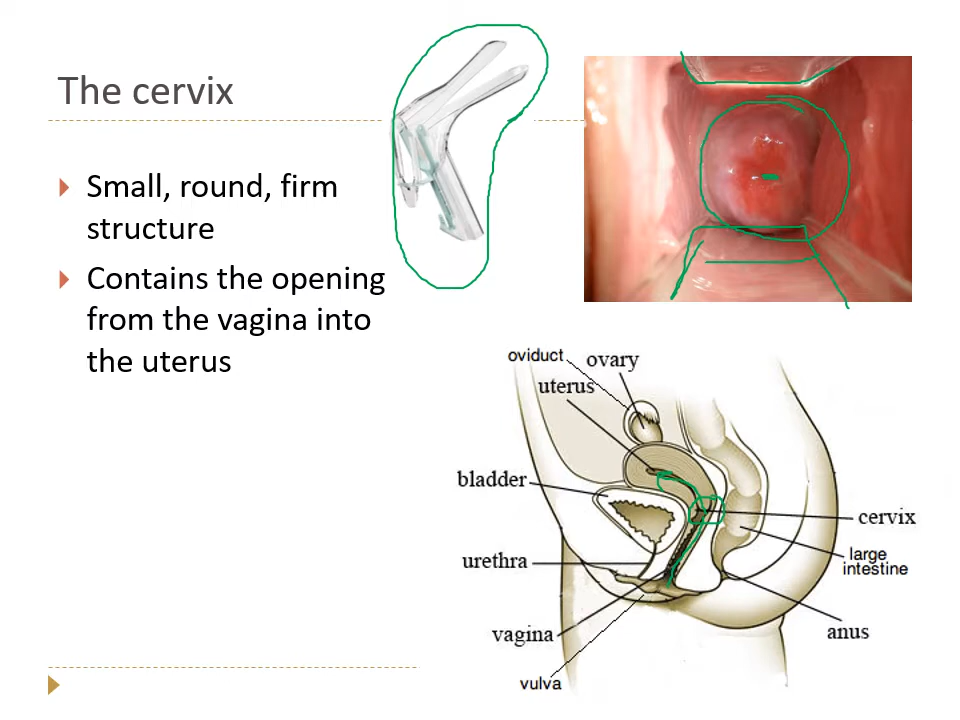 The cervix
Small, round, firm
structure
Contains the opening
from the vagina into
the uterus
oviduct
ovary
uterus
bladder
cervix
large
intestine
urethra
vagina
anus
vulva